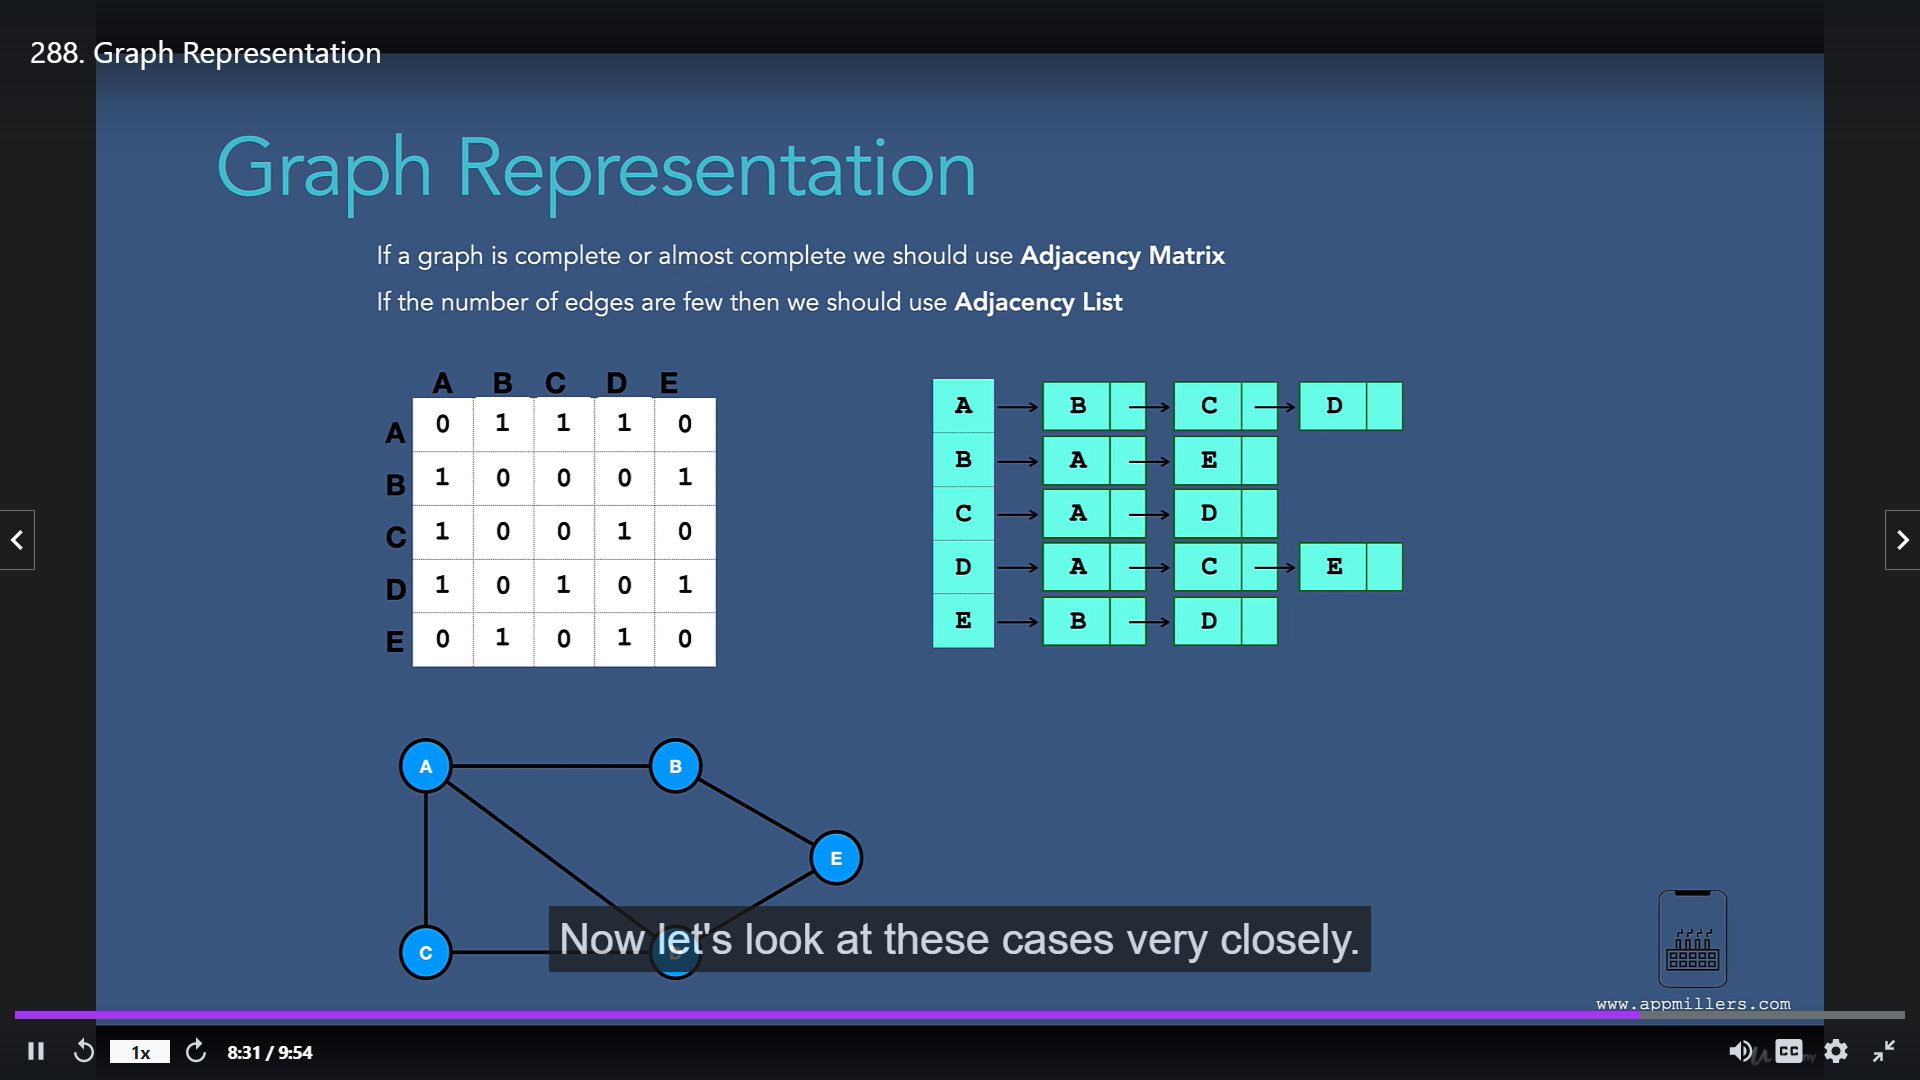 288. Graph Representation
Graph Representation
If a graph is complete or almost complete we should use Adjacency Matrix
If the number of edges are few then we should use Adjacency List
A B C D E
A 0 1 1 1 0
B 1 0 0 0 1
C 1 0 0 1 0
D 1 0 1 0 1
E 0 1 0 1 0
A B C D
B A E
C A D
D A C E
E B D
A B
E
C D
Now let's look at these cases very closely.
www.appmillers.com
1x 8:31 / 9:54 CC